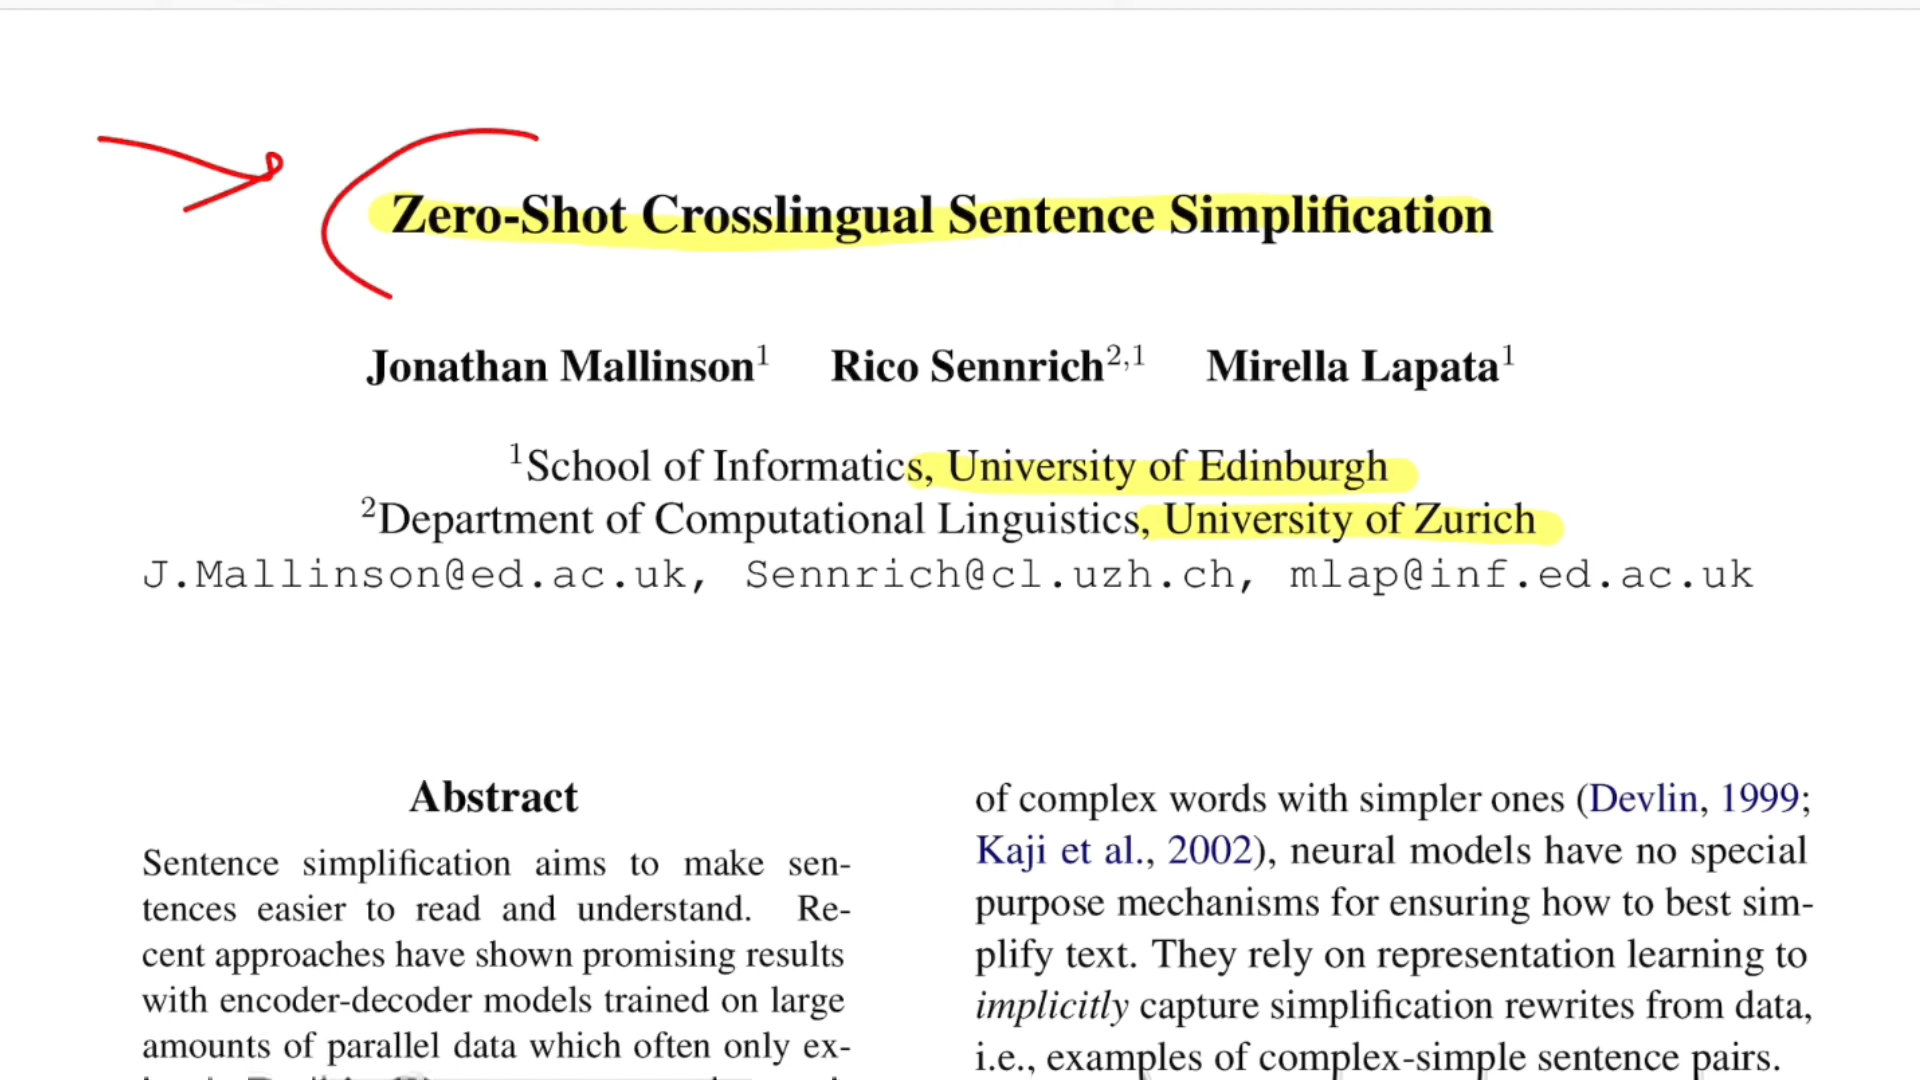 Zero-Shot Crosslingual Sentence Simplification
Jonathan Mallinson1 Rico Sennrich2,1 Mirella Lapata1
1School of Informatics, University of Edinburgh
2Department of Computational Linguistics, University of Zurich
J.Mallinson@ed.ac.uk, Sennrich@cl.uzh.ch, mlap@inf.ed.ac.uk
Abstract
Sentence simplification aims to make sen-
tences easier to read and understand. Re-
cent approaches have shown promising results
with encoder-decoder models trained on large
amounts of parallel data which often only ex-
of complex words with simpler ones (Devlin, 1999;
Kaji et al., 2002), neural models have no special
purpose mechanisms for ensuring how to best sim-
plify text. They rely on representation learning to
implicitly capture simplification rewrites from data,
i.e., examples of complex-simple sentence pairs.